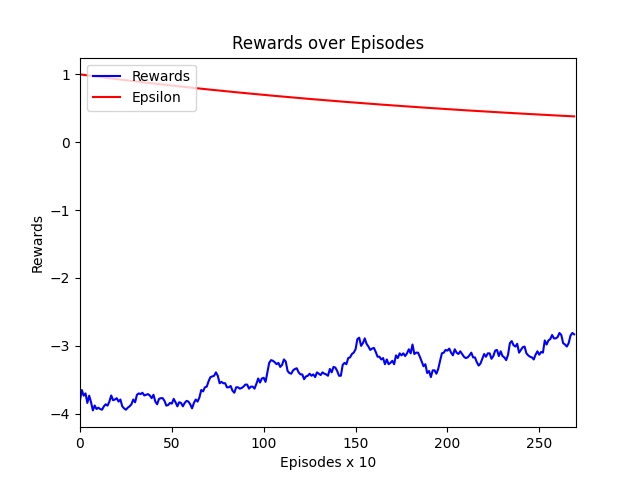 Rewards over Episodes
Rewards
Epsilon
1
0
−1
−2
−3
−4
Rewards
0 50 100 150 200 250
Episodes x 10